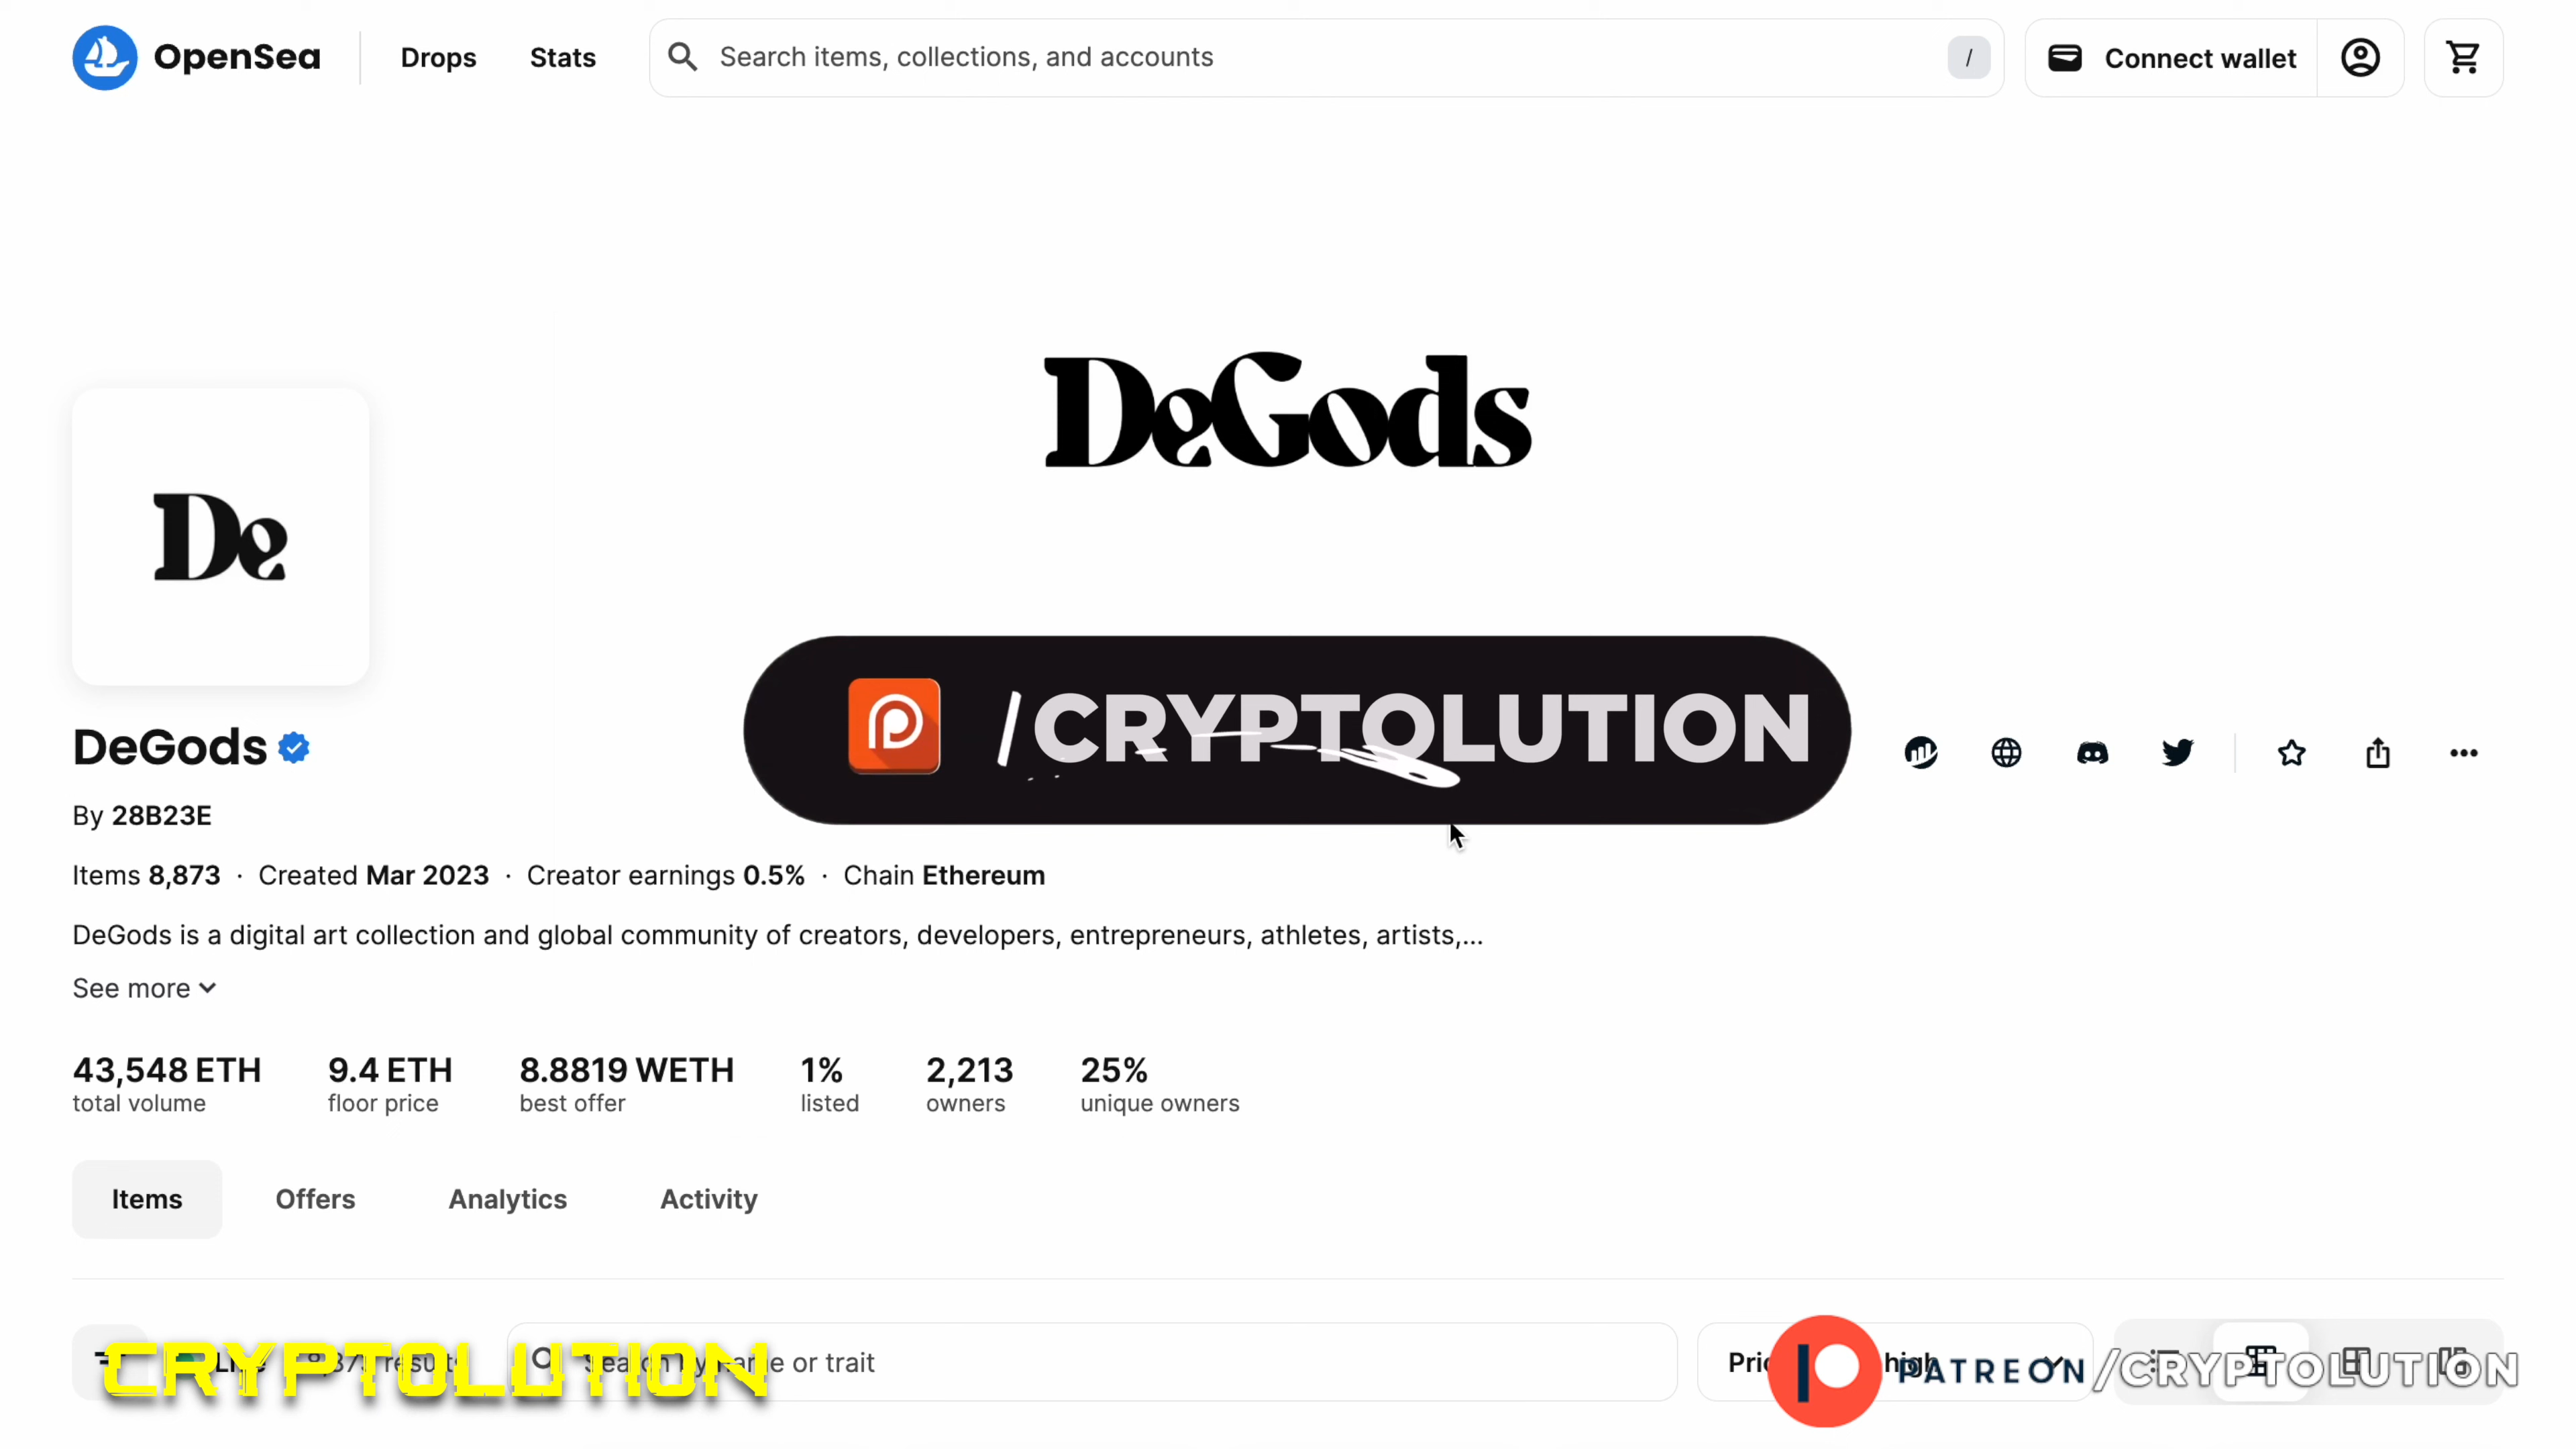 OpenSea Drops Stats Search items, collections, and accounts / Connect wallet
DeGods
De
/CRYPTOLUTION
DeGods
By 28B23E
Items 8,873 · Created Mar 2023 · Creator earnings 0.5% · Chain Ethereum
DeGods is a digital art collection and global community of creators, developers, entrepreneurs, athletes, artists,...
See more
43,548 ETH 9.4 ETH 8.8819 WETH 1% 2,213 25%
total volume floor price best offer listed owners unique owners
Items Offers Analytics Activity
CRYPTOLUTION
or trait
high
PATREON/CRYPTOLUTION